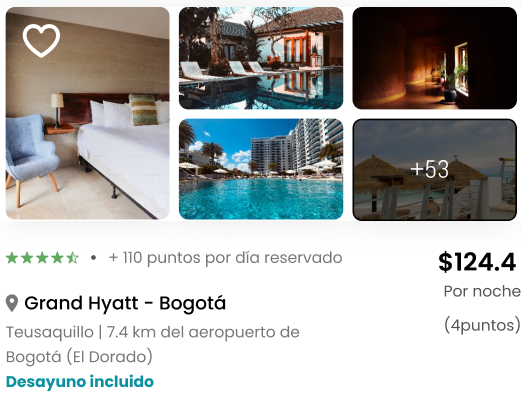 +53
+ 110 puntos por día reservado
$124.4
Por noche
(4puntos)
Grand Hyatt - Bogotá
Teusaquillo | 7.4 km del aeropuerto de
Bogotá (El Dorado)
Desayuno incluido